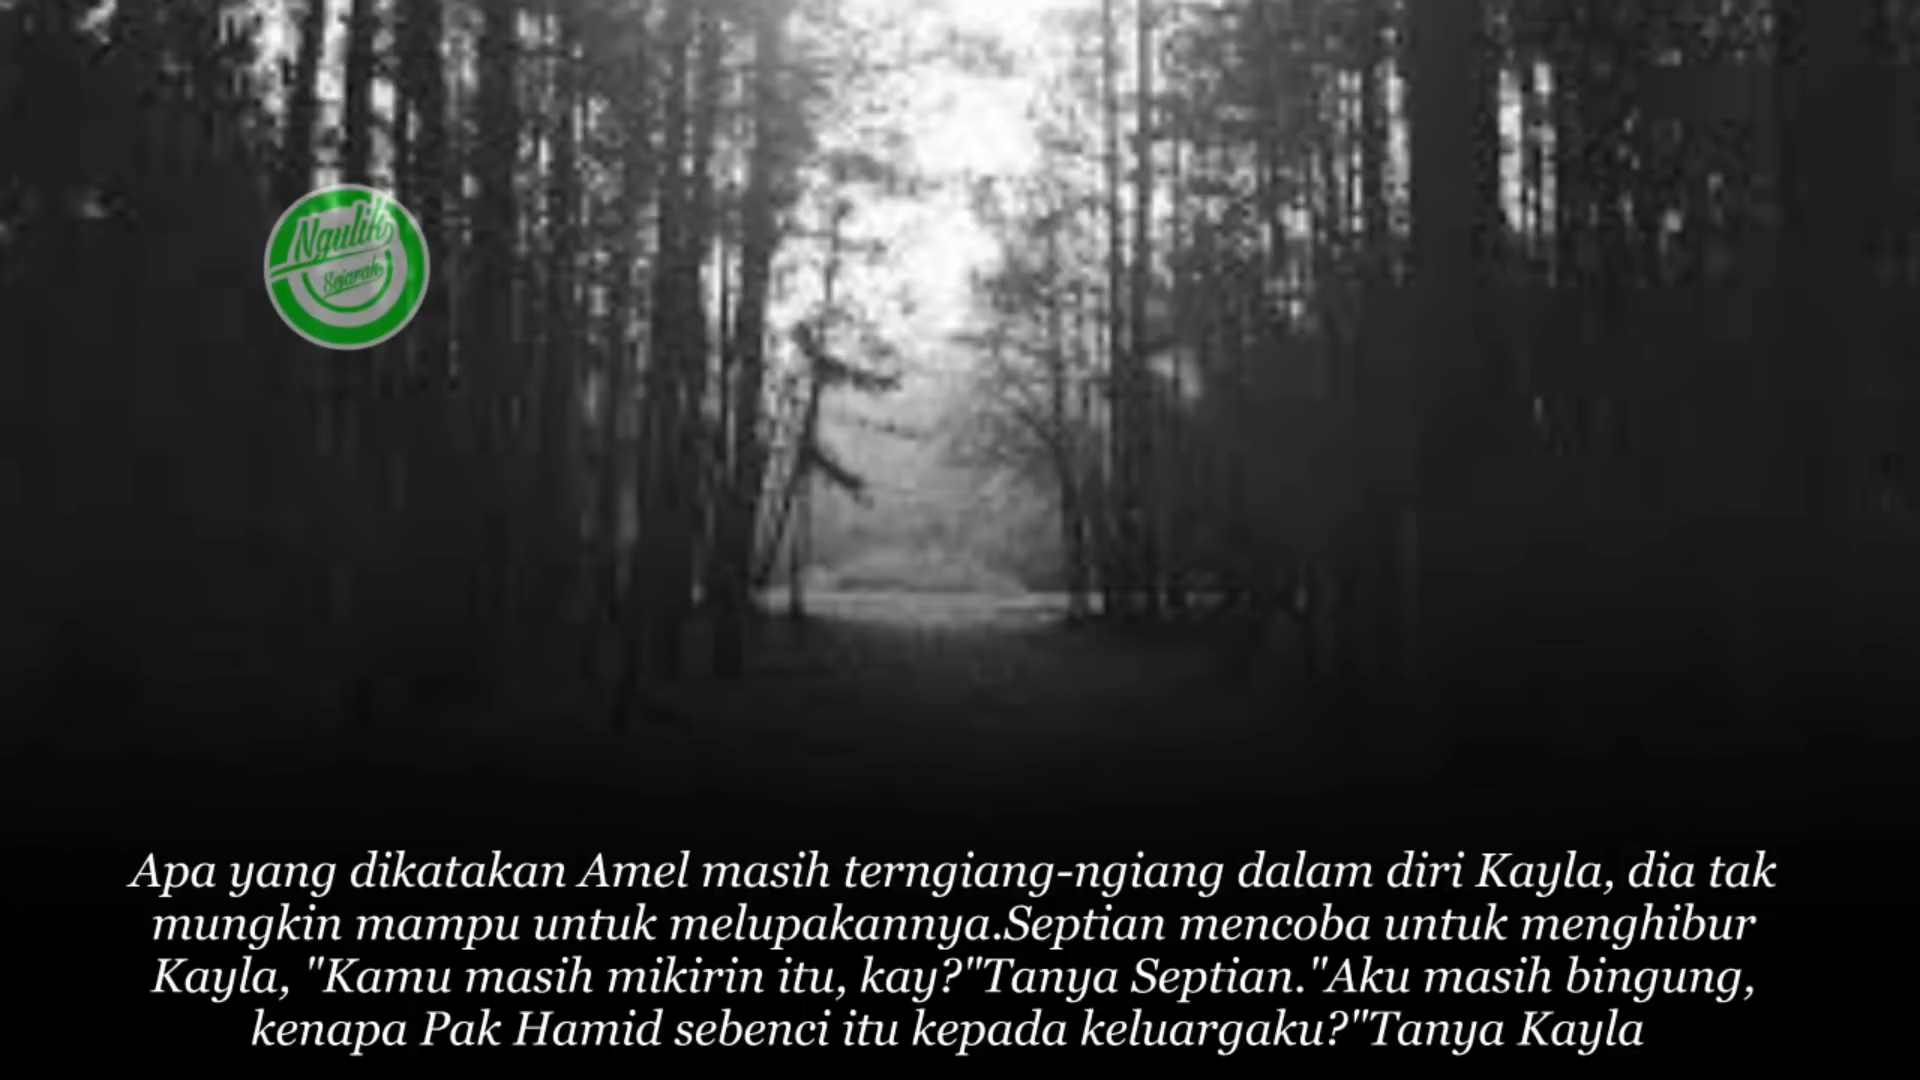 Ngulik
Sejarah
Apa yang dikatakan Amel masih terngiang-ngiang dalam diri Kayla, dia tak
mungkin mampu untuk melupakannya.Septian mencoba untuk menghibur
Kayla, "Kamu masih mikirin itu, kay?"Tanya Septian."Aku masih bingung,
kenapa Pak Hamid sebenci itu kepada keluargaku?"Tanya Kayla